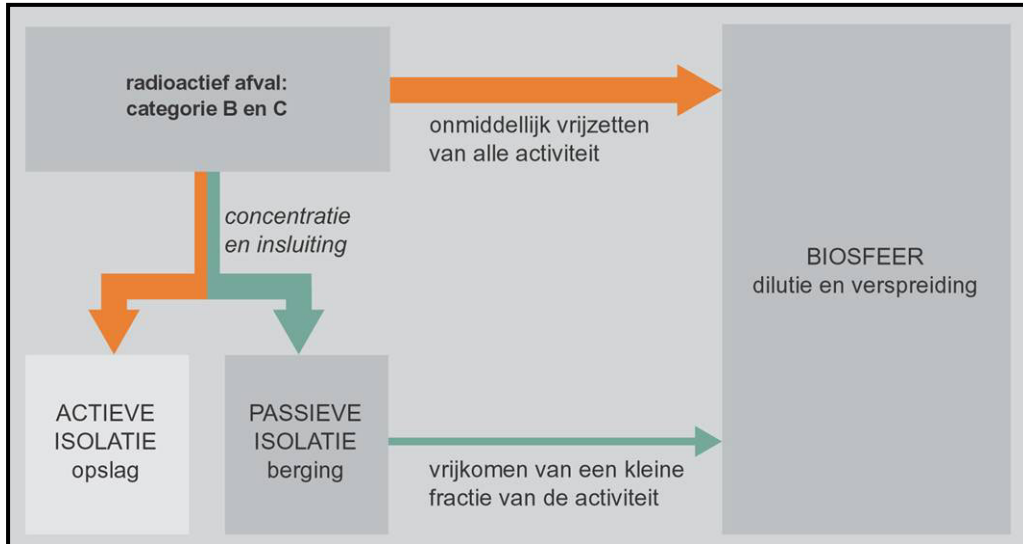 radioactief afval:
categorie B en C
onmiddellijk vrijzetten
van alle activiteit
concentratie
en insluiting
BIOSFEER
dilutie en verspreiding
ACTIEVE
ISOLATIE
opslag
PASSIEVE
ISOLATIE
berging
vrijkomen van een kleine
fractie van de activiteit